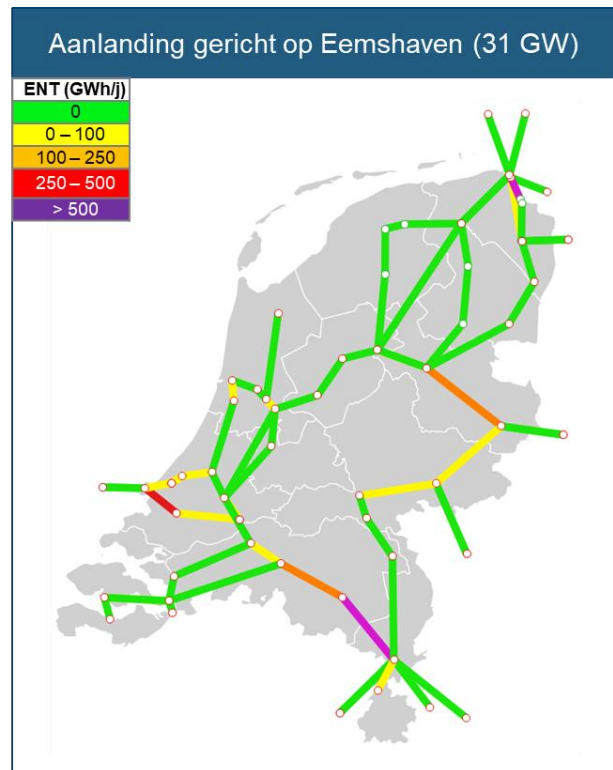 Aanlanding gericht op Eemshaven (31 GW)
ENT (GWh/j)
0
0 – 100
100 – 250
250 – 500
> 500